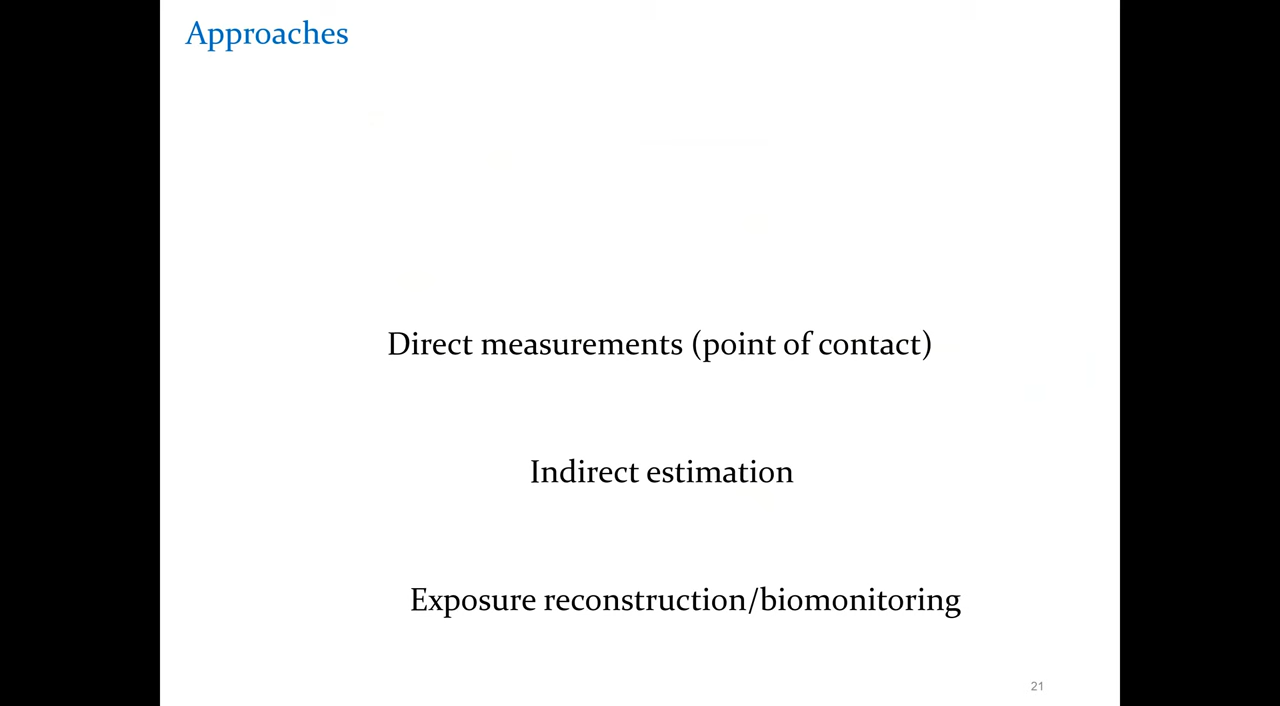 Approaches
Direct measurements (point of contact)
Indirect estimation
Exposure reconstruction/biomonitoring
21